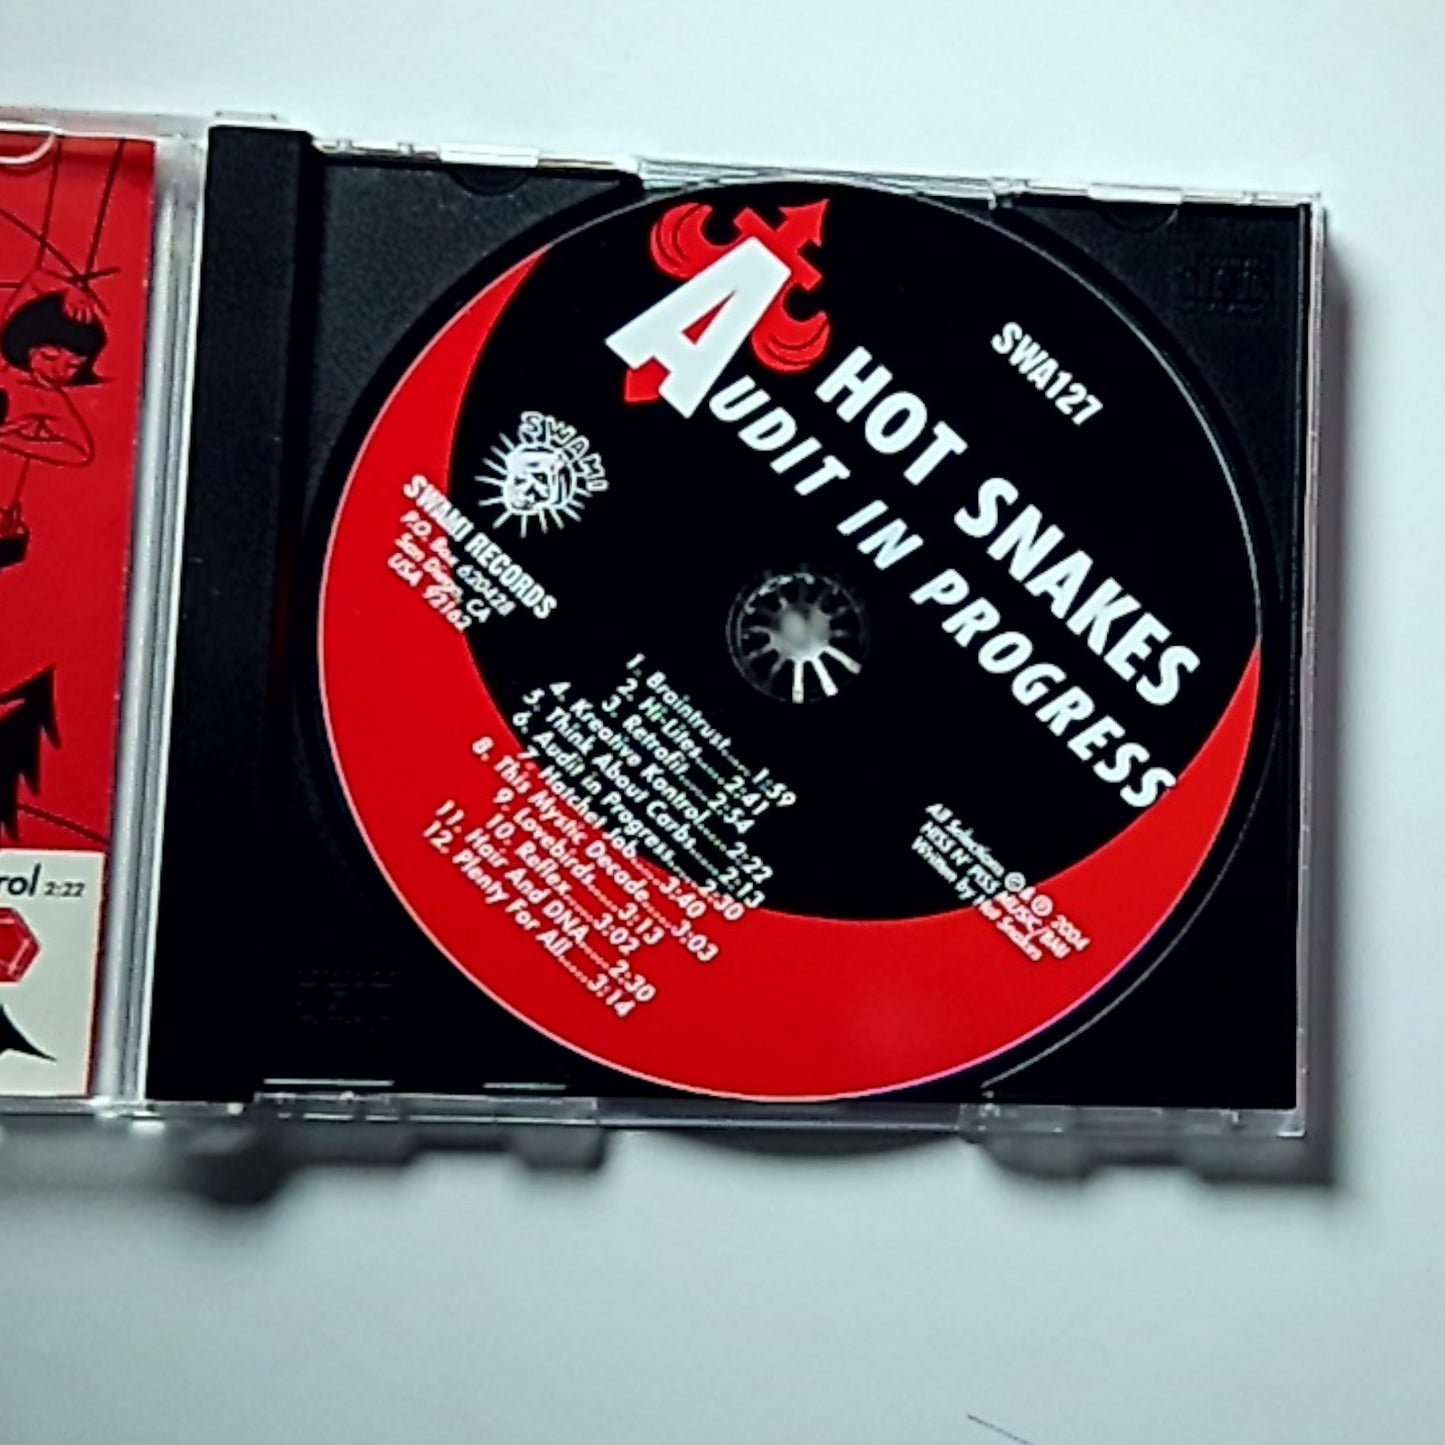 SWA127
HOT SNAKES
AUDIT IN PROGRESS
SWAMI
SWAMI RECORDS
P.O. Box 620428
San Diego, CA
USA 92162
1. Braintrust.....1:59
2. Hi-Lites.....2:41
3. Retrofit.....2:54
4. Kreative Kontrol.....2:22
5. Think About Carbs.....2:13
6. Audit in Progress.....2:30
7. Hatchet Job.....3:40
8. This Mystic Decade.....3:03
9. Lovebirds.....3:13
10. Reflex.....3:02
11. Hair And DNA.....2:30
12. Plenty For All.....3:14
All Selections © & ℗ 2004
HISS N' PISS MUSIC/BMI
Written by Hot Snakes
rol 2:22